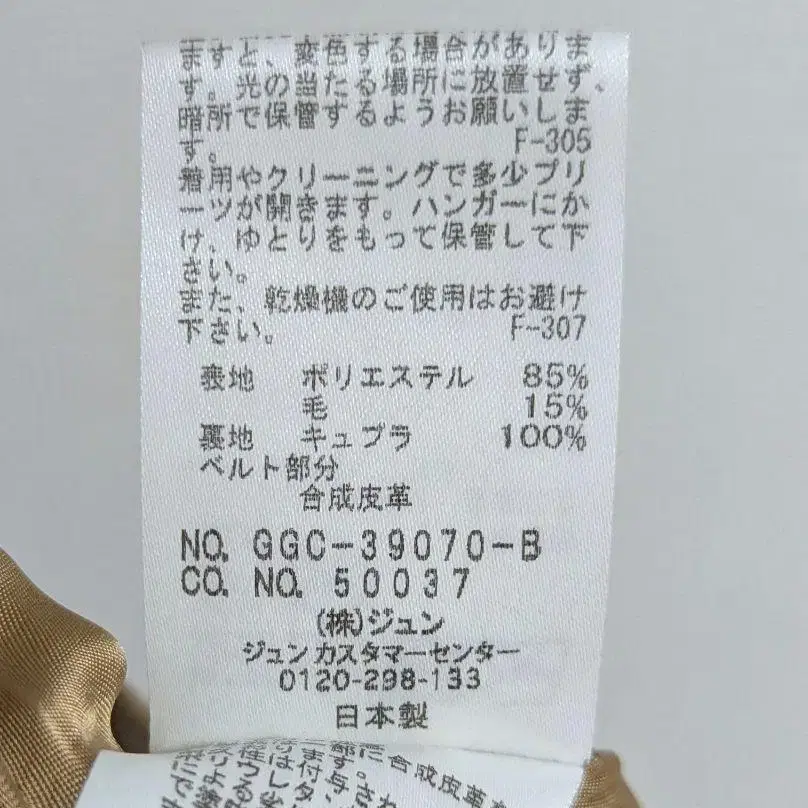 ますと、変色する場合がありま
す。光の当たる場所に放置せず、
暗所で保管するようお願いしま
す。 F-305
着用やクリーニングで多少プリ
ーツが開きます。ハンガーにか
け、ゆとりをもって保管して下
さい。
また、乾燥機のご使用はお避け
下さい。 F-307
表地 ポリエステル 85%
毛 15%
裏地 キュプラ 100%
ベルト部分
合成皮革
NO. GGC-39070-B
CO. NO. 50037
(株)ジュン
ジュンカスタマーセンター
0120-298-133
日本製
合成皮革